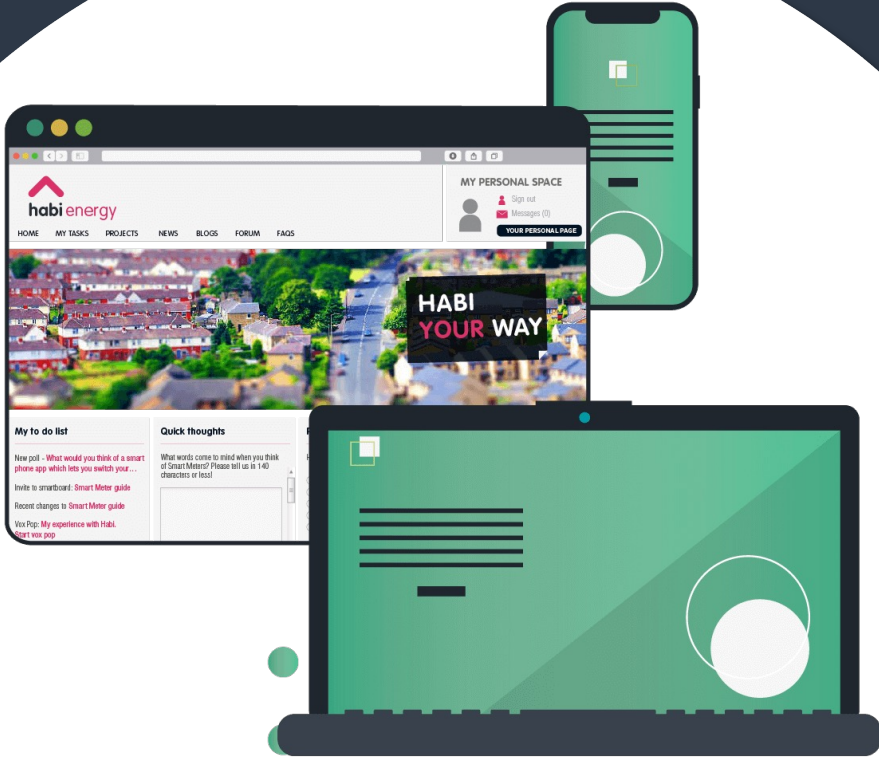 habi energy
MY PERSONAL SPACE
Sign out
Messages (0)
YOUR PERSONAL PAGE
HOME MY TASKS PROJECTS NEWS BLOGS FORUM FAQS
HABI
YOUR WAY
My to do list
New poll - What would you think of a smart
phone app which lets you switch your...
Invite to smartboard: Smart Meter guide
Recent changes to Smart Meter guide
Vox Pop: My experience with Habi.
Start vox pop
Quick thoughts
What words come to mind when you think
of Smart Meters? Please tell us in 140
characters or less!